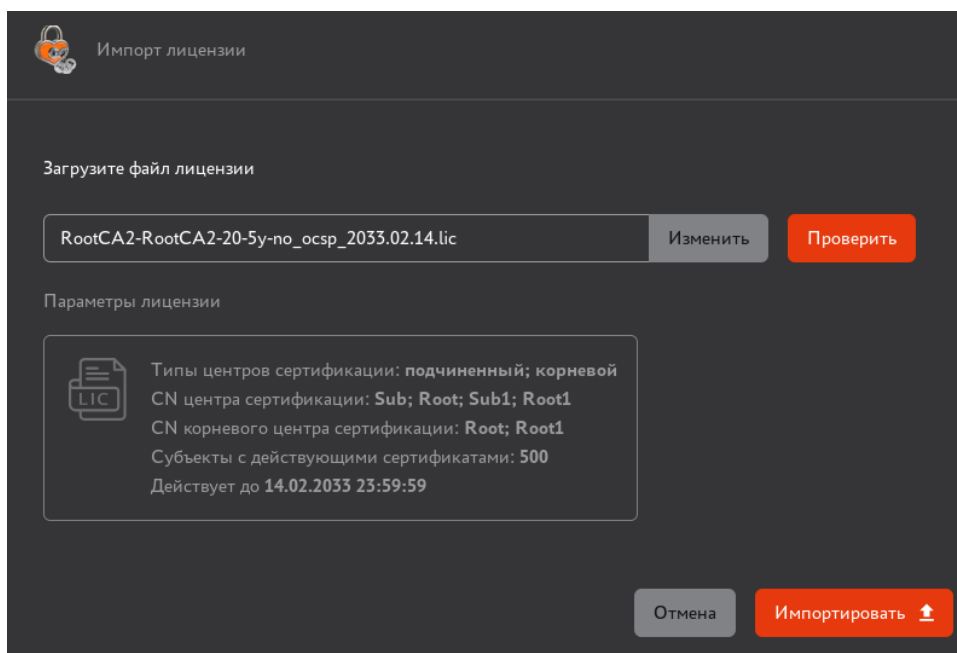 Импорт лицензии
Загрузите файл лицензии
RootCA2-RootCA2-20-5y-no_ocsp_2033.02.14.lic
Изменить
Проверить
Параметры лицензии
LIC
Типы центров сертификации: подчиненный; корневой
CN центра сертификации: Sub; Root; Sub1; Root1
CN корневого центра сертификации: Root; Root1
Субъекты с действующими сертификатами: 500
Действует до 14.02.2033 23:59:59
Отмена
Импортировать